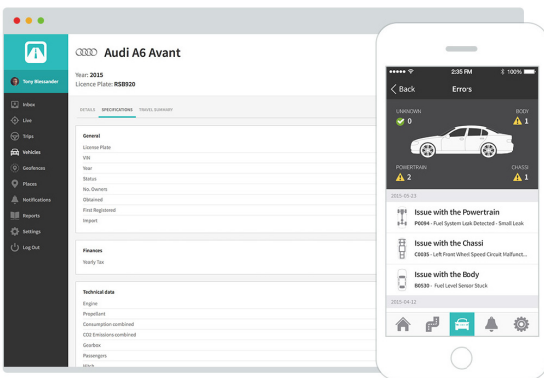 Audi A6 Avant
Year: 2015
Licence Plate: RSB920
Tony Riessander
Inbox
Live
Trips
Vehicles
Geofences
Places
Notifications
Reports
Settings
Log Out
DETAILS SPECIFICATIONS TRAVEL SUMMARY
General
License Plate
VIN
Year
Status
No. Owners
Obtained
First Registered
Import
Finances
Yearly Tax
Technical data
Engine
Propellant
Consumption combined
CO2 Emissions combined
Gearbox
Passengers
2:35 PM 100%
Back Errors
UNKNOWN BODY
0 1
POWERTRAIN CHASSI
2 1
2015-05-23
Issue with the Powertrain
P0094 - Fuel System Leak Detected - Small Leak
Issue with the Chassi
C0035 - Left Front Wheel Speed Circuit Malfunct...
Issue with the Body
B0530 - Fuel Level Sensor Stuck
2015-04-12